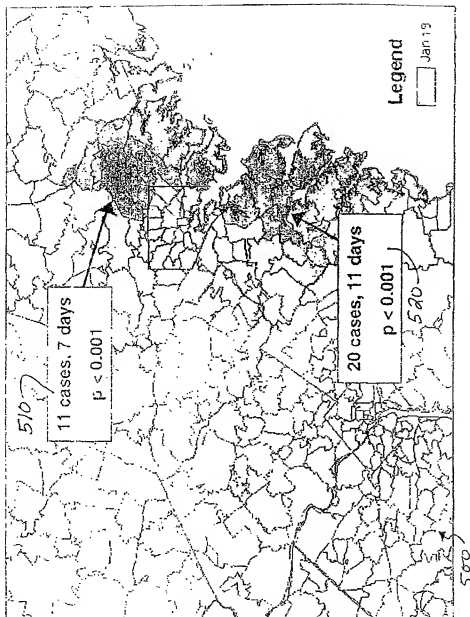 510
11 cases, 7 days
p < 0.001
20 cases, 11 days
p < 0.001
520
Legend
Jan 19
500